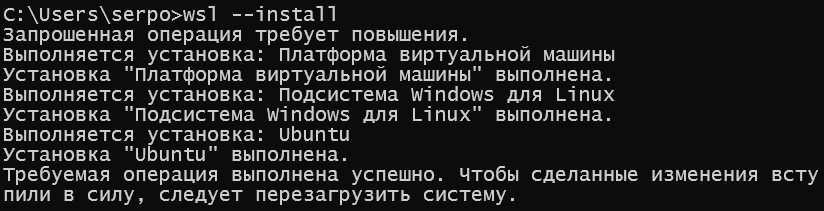 C:\Users\serpo>wsl --install
Запрошенная операция требует повышения.
Выполняется установка: Платформа виртуальной машины
Установка "Платформа виртуальной машины" выполнена.
Выполняется установка: Подсистема Windows для Linux
Установка "Подсистема Windows для Linux" выполнена.
Выполняется установка: Ubuntu
Установка "Ubuntu" выполнена.
Требуемая операция выполнена успешно. Чтобы сделанные изменения всту
пили в силу, следует перезагрузить систему.